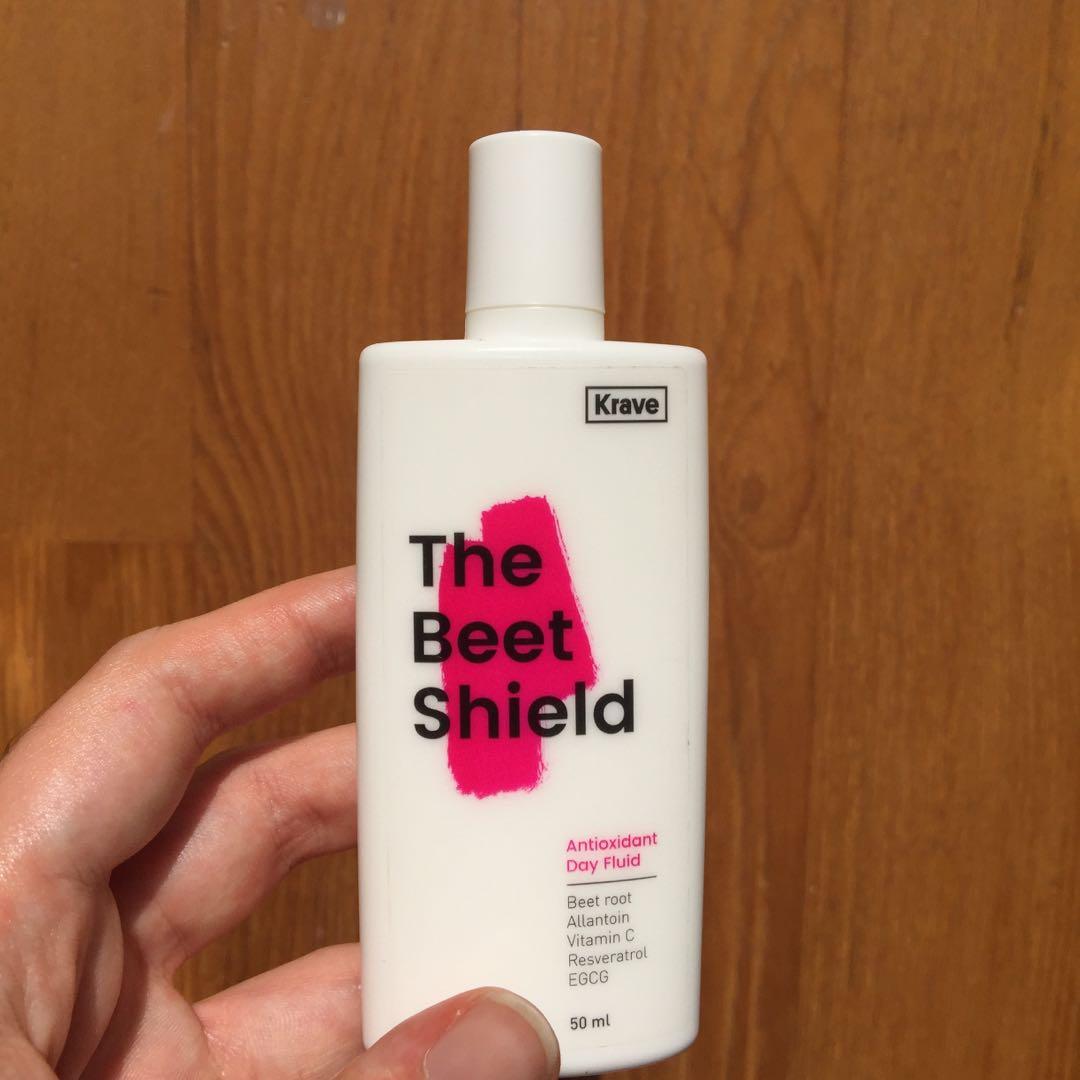 Krave
The
Beet
Shield
Antioxidant
Day Fluid
Beet root
Allantoin
Vitamin C
Resveratrol
EGCG
50 ml